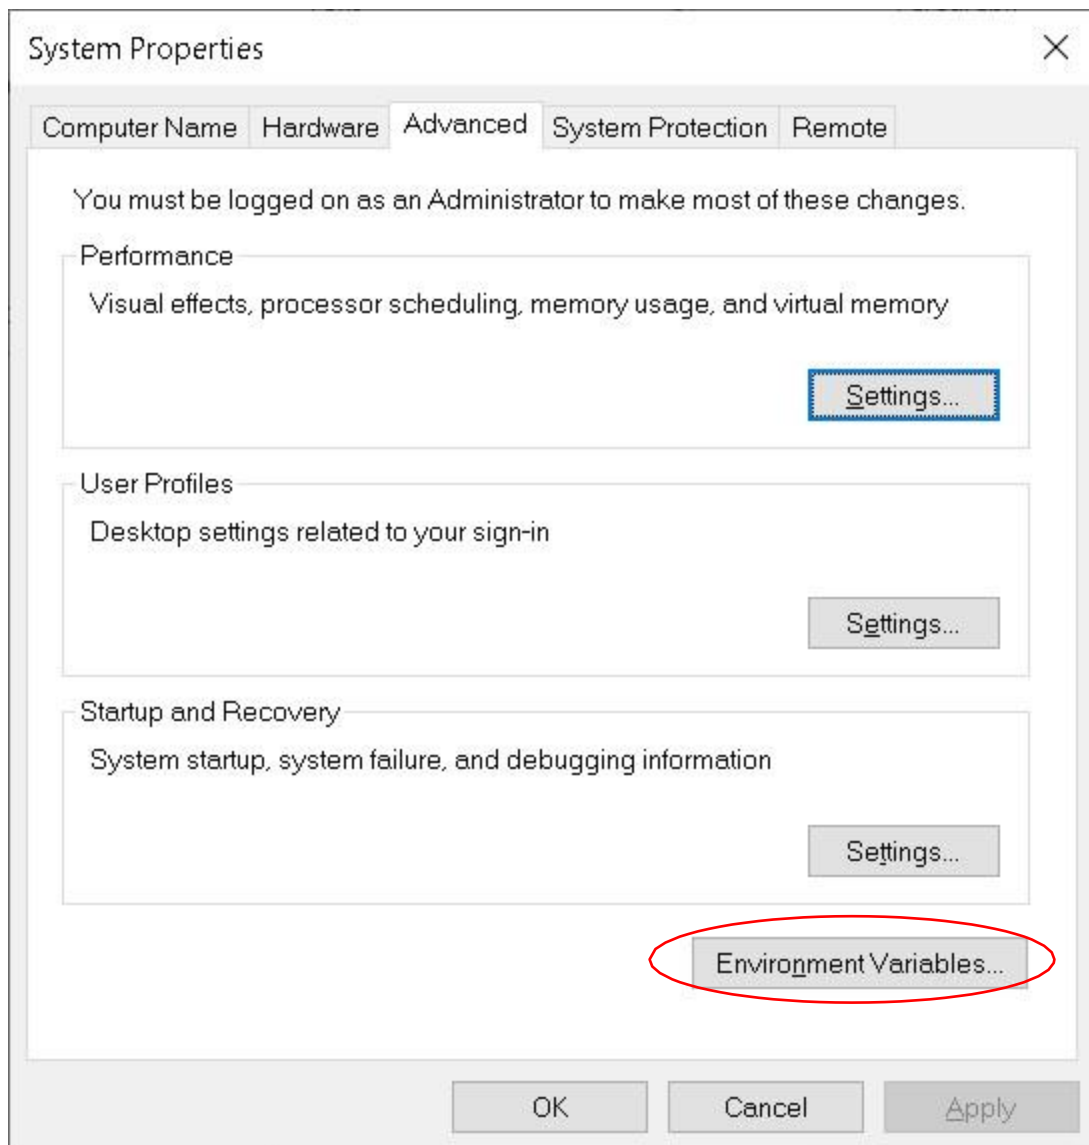 System Properties
Computer Name Hardware Advanced System Protection Remote
You must be logged on as an Administrator to make most of these changes.
Performance
Visual effects, processor scheduling, memory usage, and virtual memory
Settings...
User Profiles
Desktop settings related to your sign-in
Settings...
Startup and Recovery
System startup, system failure, and debugging information
Settings...
Environment Variables...
OK Cancel Apply